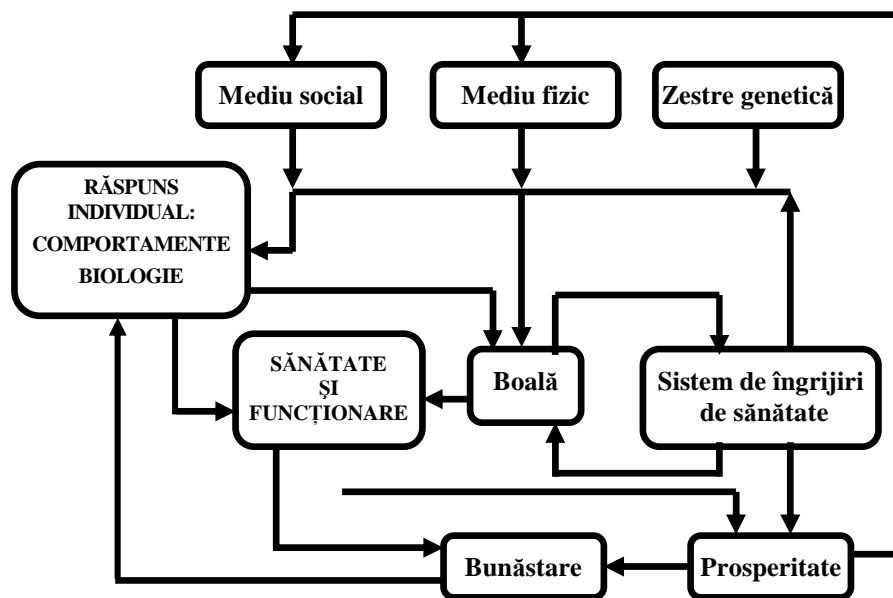 Mediu social
Mediu fizic
Zestre genetică
RĂSPUNS
INDIVIDUAL:
COMPORTAMENTE
BIOLOGIE
SĂNĂTATE
ŞI
FUNCȚIONARE
Boală
Sistem de îngrijiri
de sănătate
Bunăstare
Prosperitate